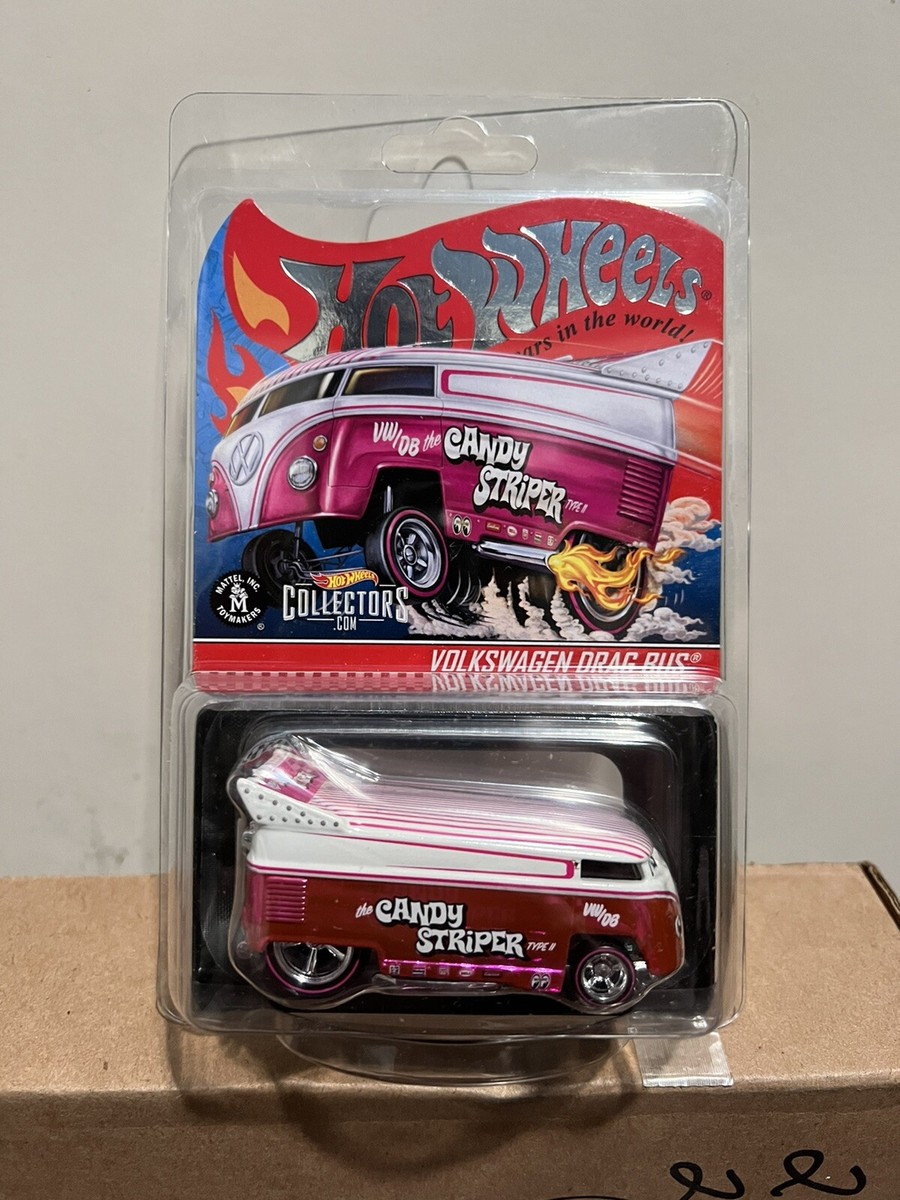 HOT WHEELS®
ars in the world!
VW/DB the CANDY
STRIPER TYPE II
MATTEL, INC.
M
TOYMAKERS ®
HOT WHEELS
COLLECTORS
.COM
VOLKSWAGEN DRAG BUS®
the CANDY
STRIPER TYPE II
VW/DB